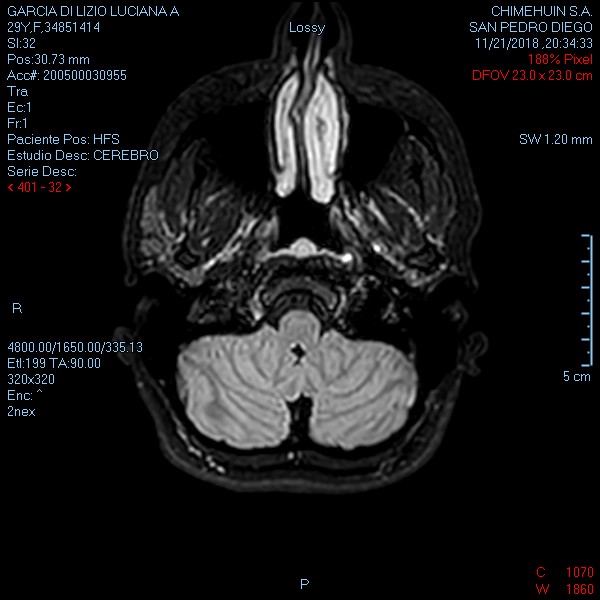 GARCIA DI LIZIO LUCIANA A
29Y,F,34851414
Sl:32
Pos:30.73 mm
Acc#: 200500030955
Tra
Ec:1
Fr:1
Paciente Pos: HFS
Estudio Desc: CEREBRO
Serie Desc:
< 401 - 32 >
Lossy
CHIMEHUIN S.A.
SAN PEDRO DIEGO
11/21/2018 ,20:34:33
188% Pixel
DFOV 23.0 x 23.0 cm
SW 1.20 mm
R
4800.00/1650.00/335.13
Etl:199 TA:90.00
320x320
Enc: ^
2nex
5 cm
P
C 1070
W 1860